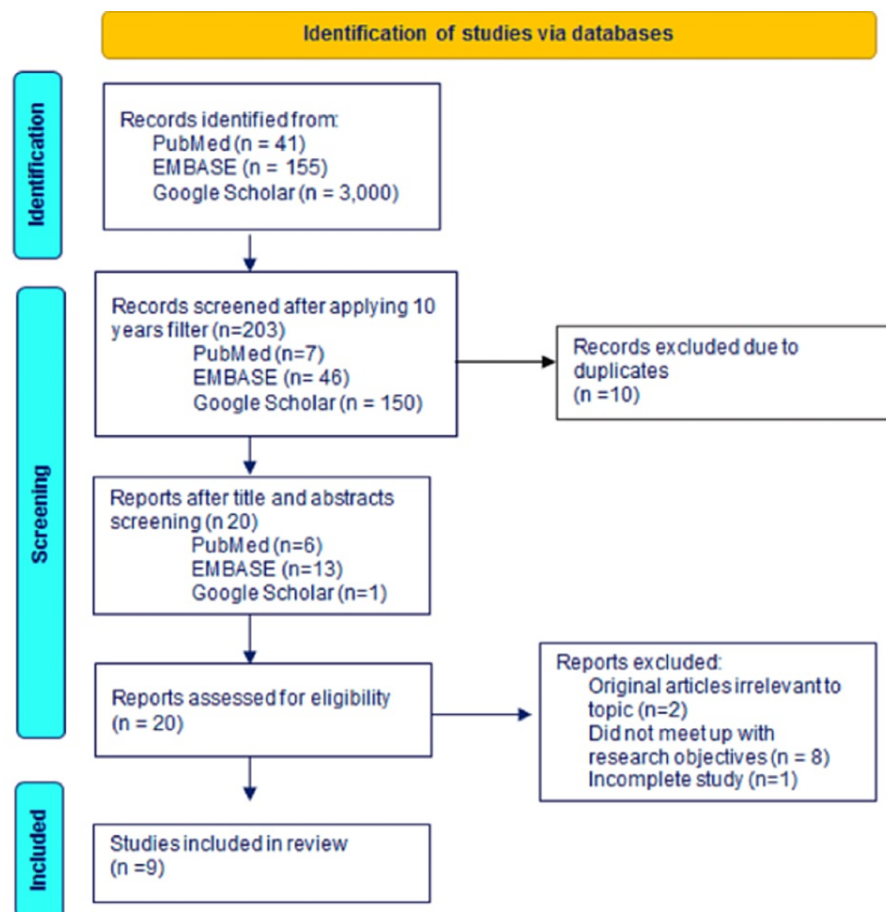 Identification of studies via databases
Identification
Records identified from:
PubMed (n = 41)
EMBASE (n = 155)
Google Scholar (n = 3,000)
Screening
Records screened after applying 10
years filter (n=203)
PubMed (n=7)
EMBASE (n= 46)
Google Scholar (n = 150)
Records excluded due to
duplicates
(n =10)
Reports after title and abstracts
screening (n 20)
PubMed (n=6)
EMBASE (n=13)
Google Scholar (n=1)
Reports assessed for eligibility
(n = 20)
Reports excluded:
Original articles irrelevant to
topic (n=2)
Did not meet up with
research objectives (n = 8)
Incomplete study (n=1)
Included
Studies included in review
(n =9)